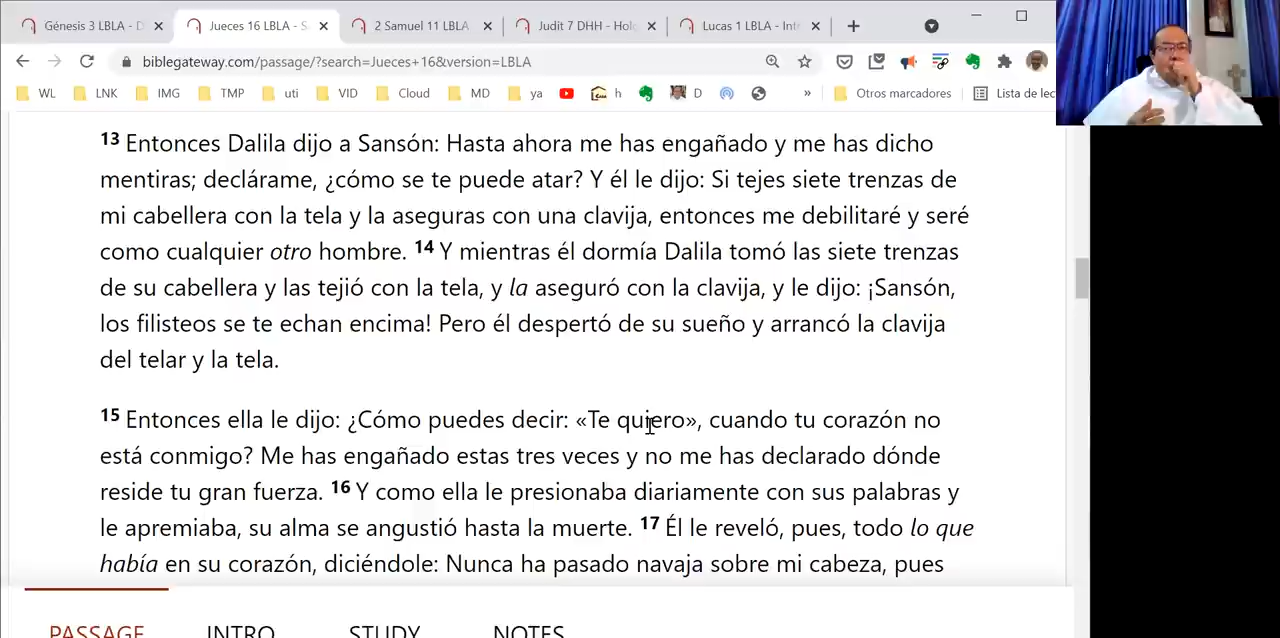 Génesis 3 LBLA - D
Jueces 16 LBLA - S
2 Samuel 11 LBLA
Judit 7 DHH - Hol
Lucas 1 LBLA - Int
biblegateway.com/passage/?search=Jueces+16&version=LBLA
WL LNK IMG TMP uti VID Cloud MD ya h D » Otros marcadores Lista de lec
13 Entonces Dalila dijo a Sansón: Hasta ahora me has engañado y me has dicho
mentiras; declárame, ¿cómo se te puede atar? Y él le dijo: Si tejes siete trenzas de
mi cabellera con la tela y la aseguras con una clavija, entonces me debilitaré y seré
como cualquier otro hombre. 14 Y mientras él dormía Dalila tomó las siete trenzas
de su cabellera y las tejió con la tela, y la aseguró con la clavija, y le dijo: ¡Sansón,
los filisteos se te echan encima! Pero él despertó de su sueño y arrancó la clavija
del telar y la tela.
15 Entonces ella le dijo: ¿Cómo puedes decir: «Te quiero», cuando tu corazón no
está conmigo? Me has engañado estas tres veces y no me has declarado dónde
reside tu gran fuerza. 16 Y como ella le presionaba diariamente con sus palabras y
le apremiaba, su alma se angustió hasta la muerte. 17 Él le reveló, pues, todo lo que
había en su corazón, diciéndole: Nunca ha pasado navaja sobre mi cabeza, pues
PASSAGE INTRO STUDY NOTES